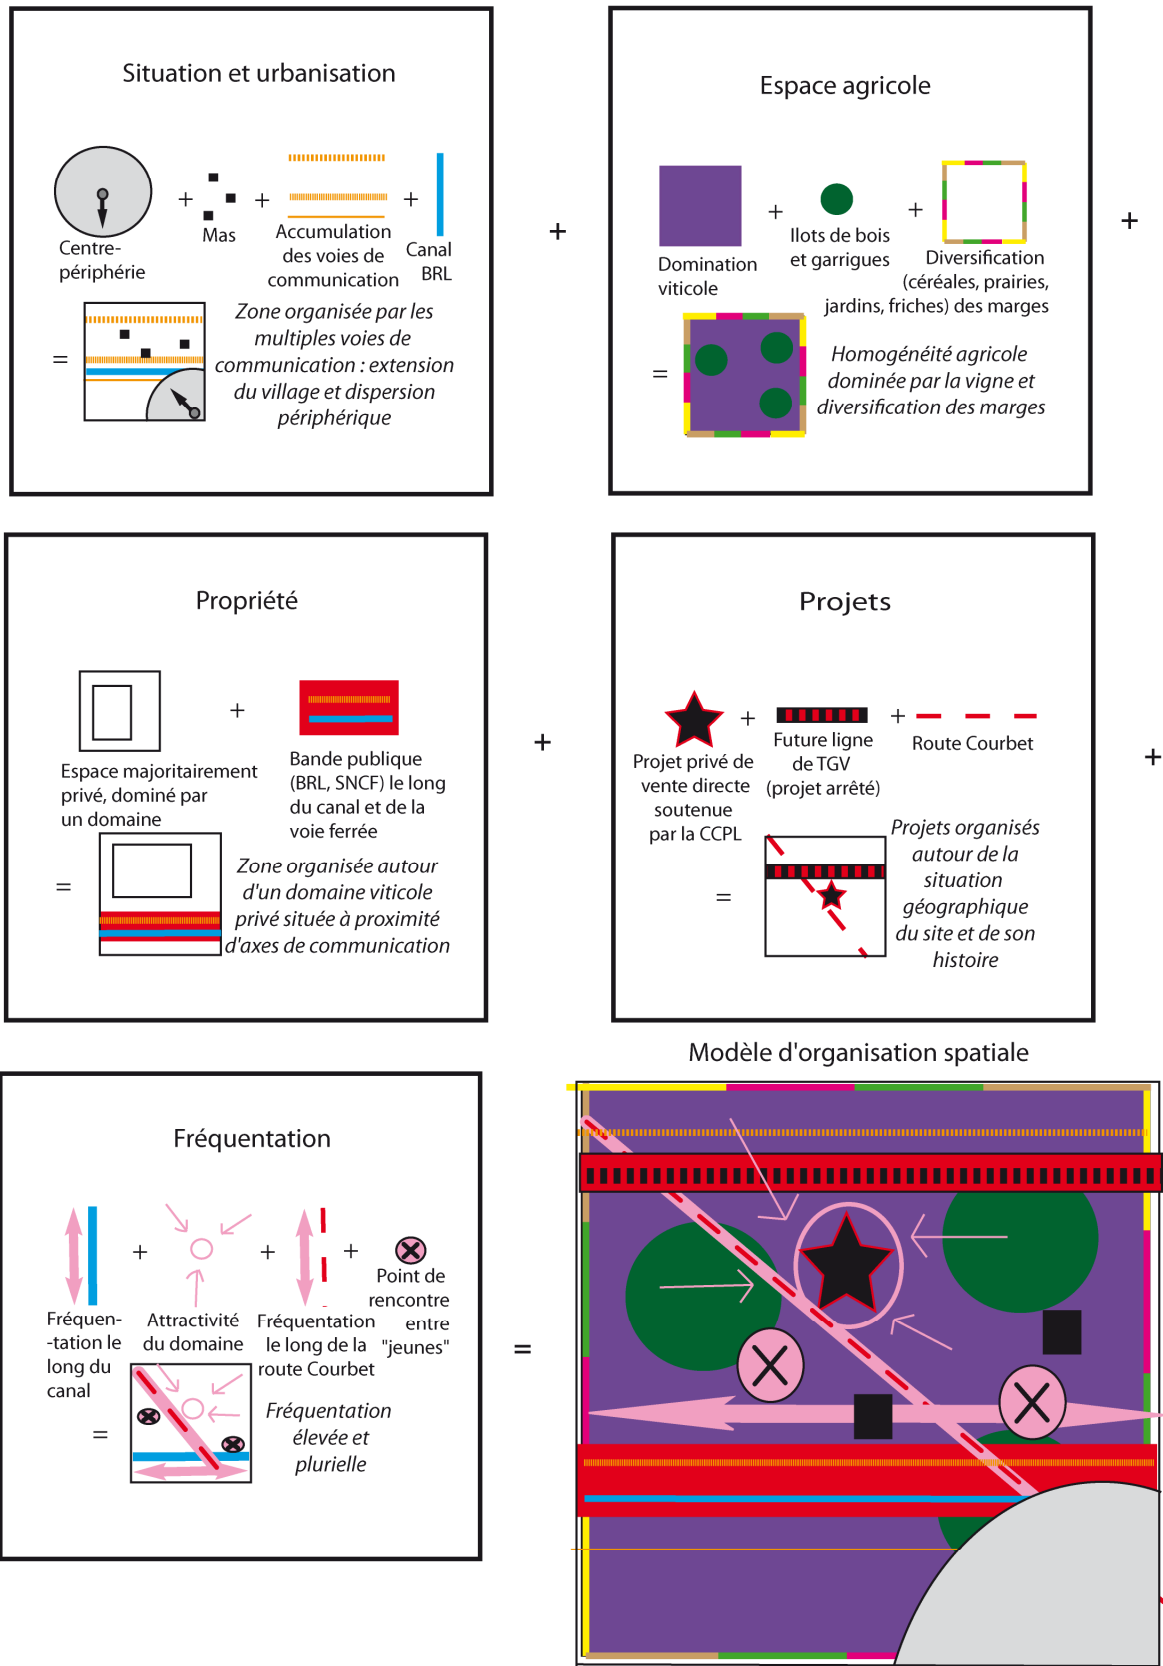 Situation et urbanisation
Centre-
périphérie
+
Mas
+
Accumulation
des voies de
communication
+
Canal
BRL
=
Zone organisée par les
multiples voies de
communication : extension
du village et dispersion
périphérique
+
Espace agricole
Domination
viticole
+
Ilots de bois
et garrigues
+
Diversification
(céréales, prairies,
jardins, friches) des marges
=
Homogénéité agricole
dominée par la vigne et
diversification des marges
+
Propriété
Espace majoritairement
privé, dominé par
un domaine
+
Bande publique
(BRL, SNCF) le long
du canal et de la
voie ferrée
=
Zone organisée autour
d'un domaine viticole
privé située à proximité
d'axes de communication
+
Projets
Projet privé de
vente directe
soutenue
par la CCPL
+
Future ligne
de TGV
(projet arrêté)
+
Route Courbet
=
Projets organisés
autour de la
situation
géographique
du site et de son
histoire
+
Fréquentation
Fréquen-
-tation le
long du
canal
+
Attractivité
du domaine
+
Fréquentation
le long de la
route Courbet
+
Point de
rencontre
entre
"jeunes"
=
Fréquentation
élevée et
plurielle
=
Modèle d'organisation spatiale